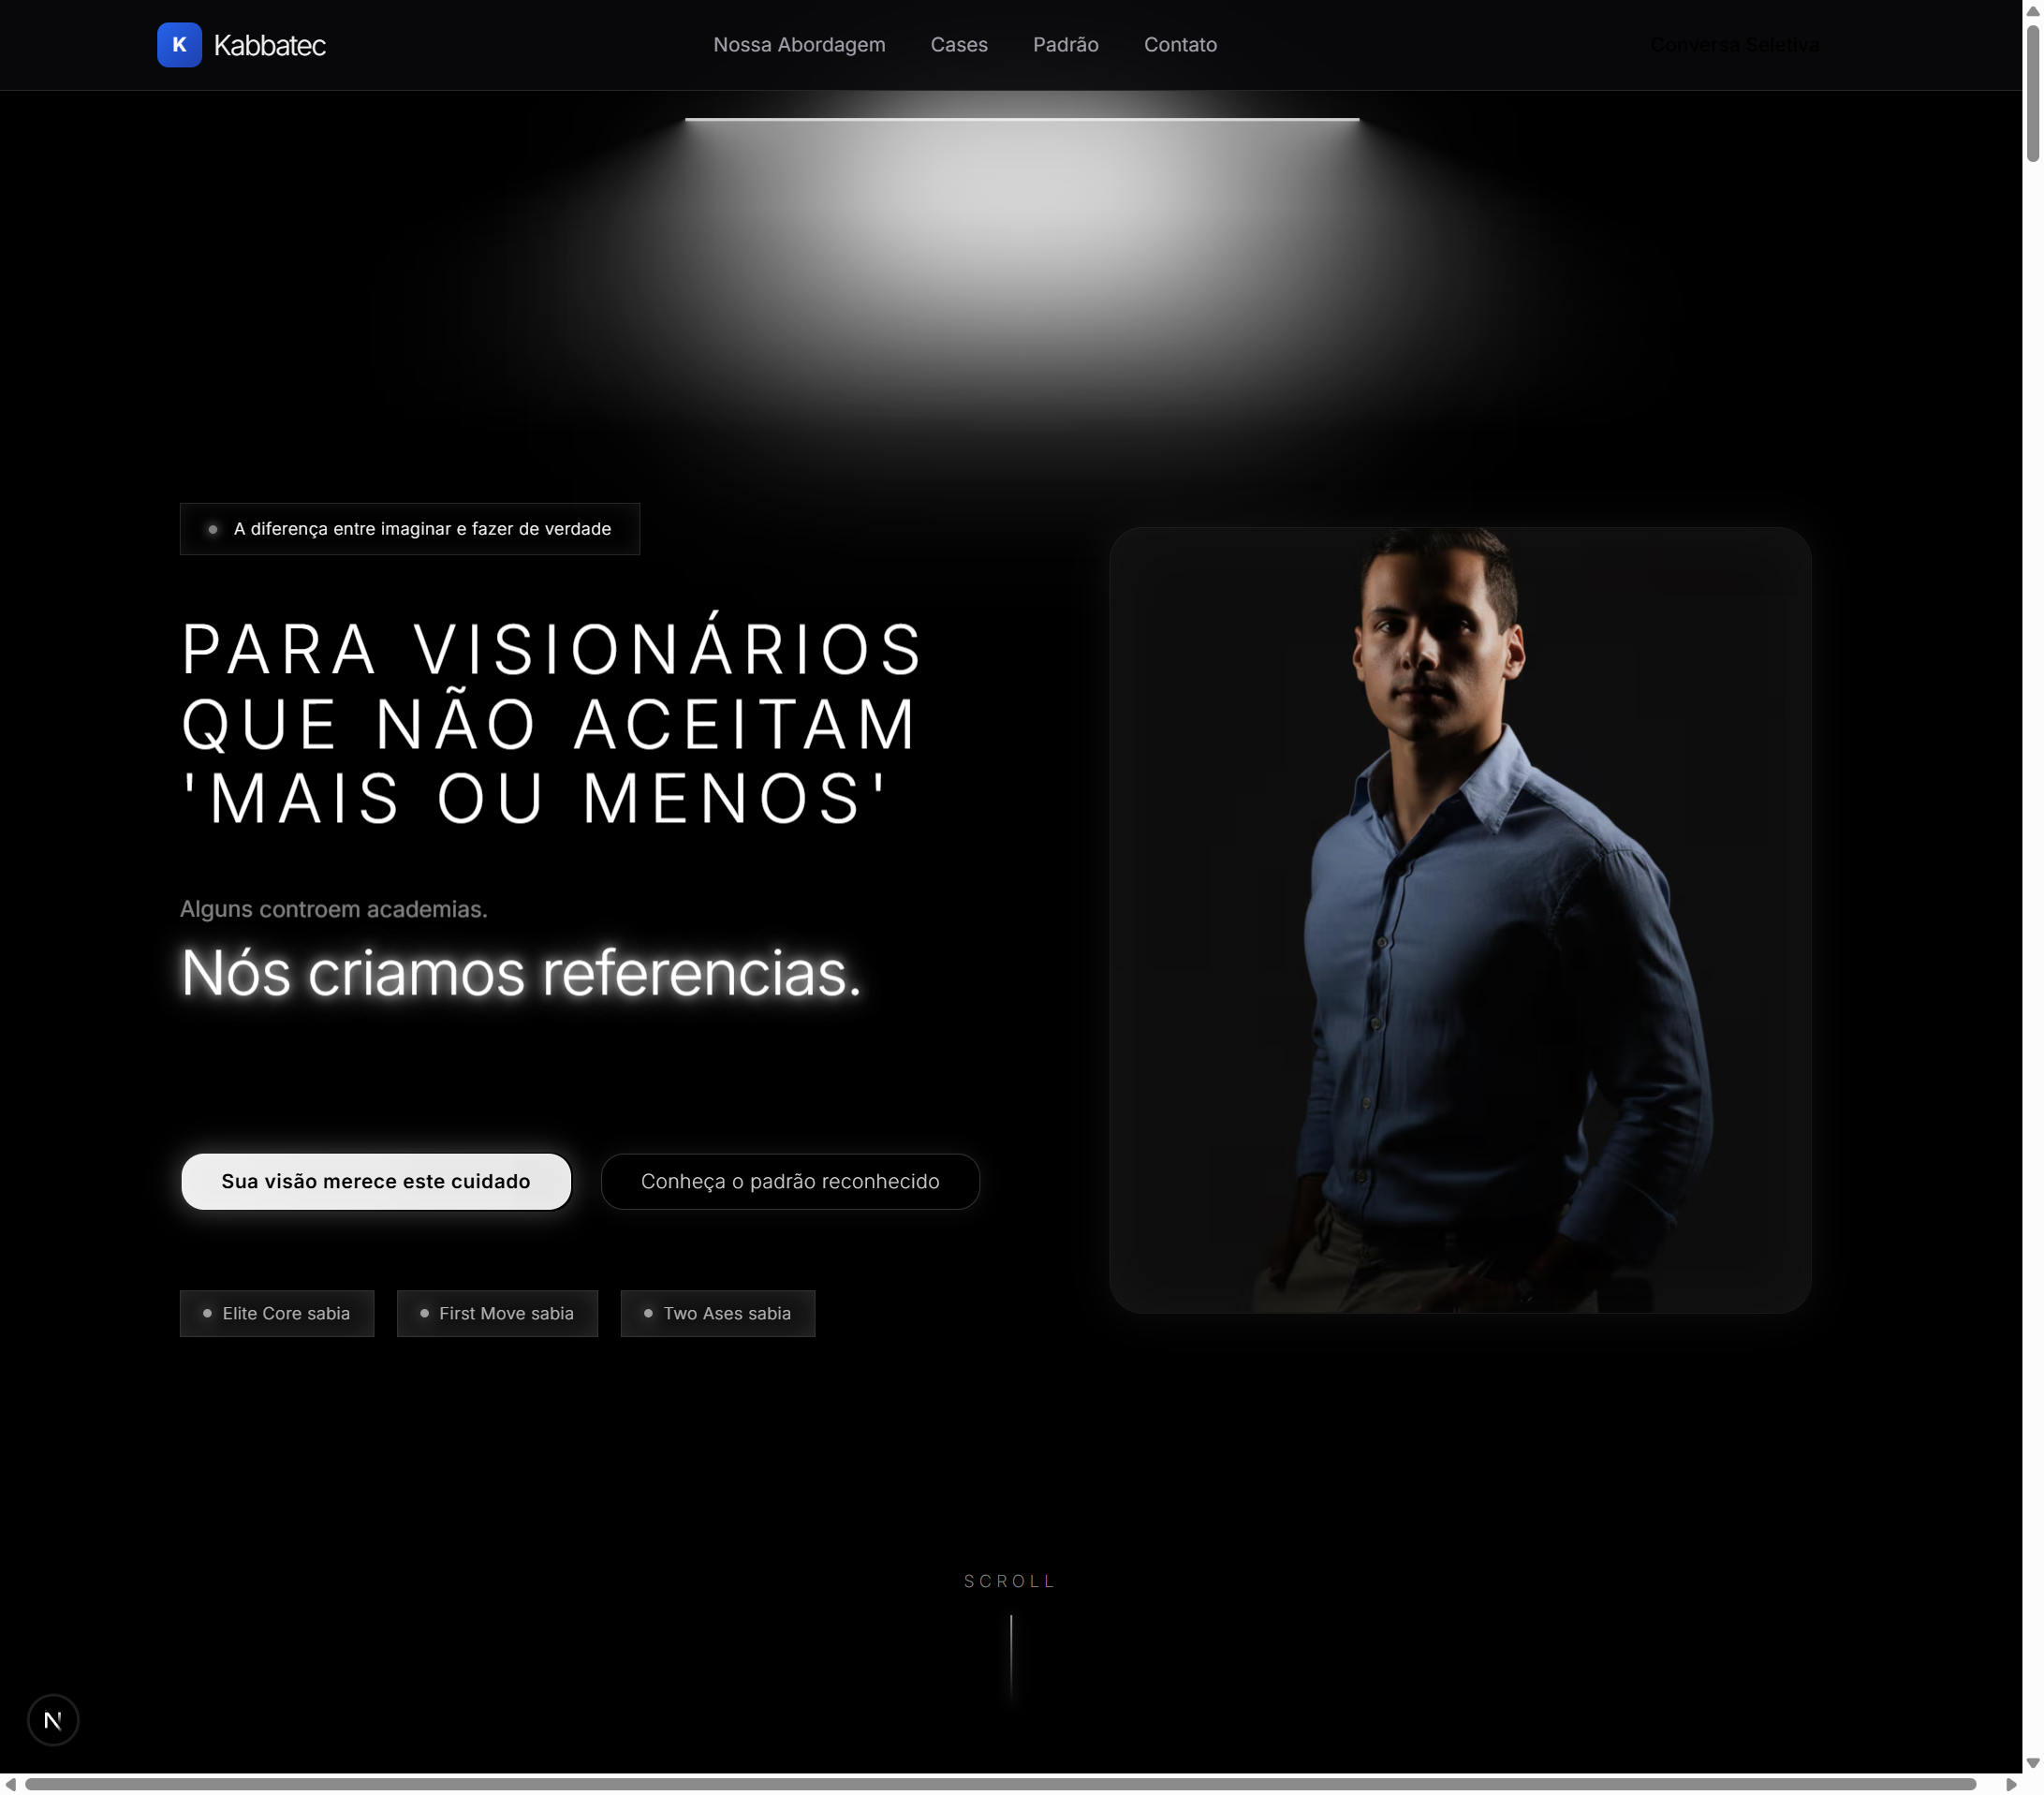 K Kabbatec
Nossa Abordagem Cases Padrão Contato
Conversa Seletiva
A diferença entre imaginar e fazer de verdade
PARA VISIONÁRIOS
QUE NÃO ACEITAM
'MAIS OU MENOS'
Alguns controem academias.
Nós criamos referencias.
Sua visão merece este cuidado
Conheça o padrão reconhecido
Elite Core sabia
First Move sabia
Two Ases sabia
SCROLL
N